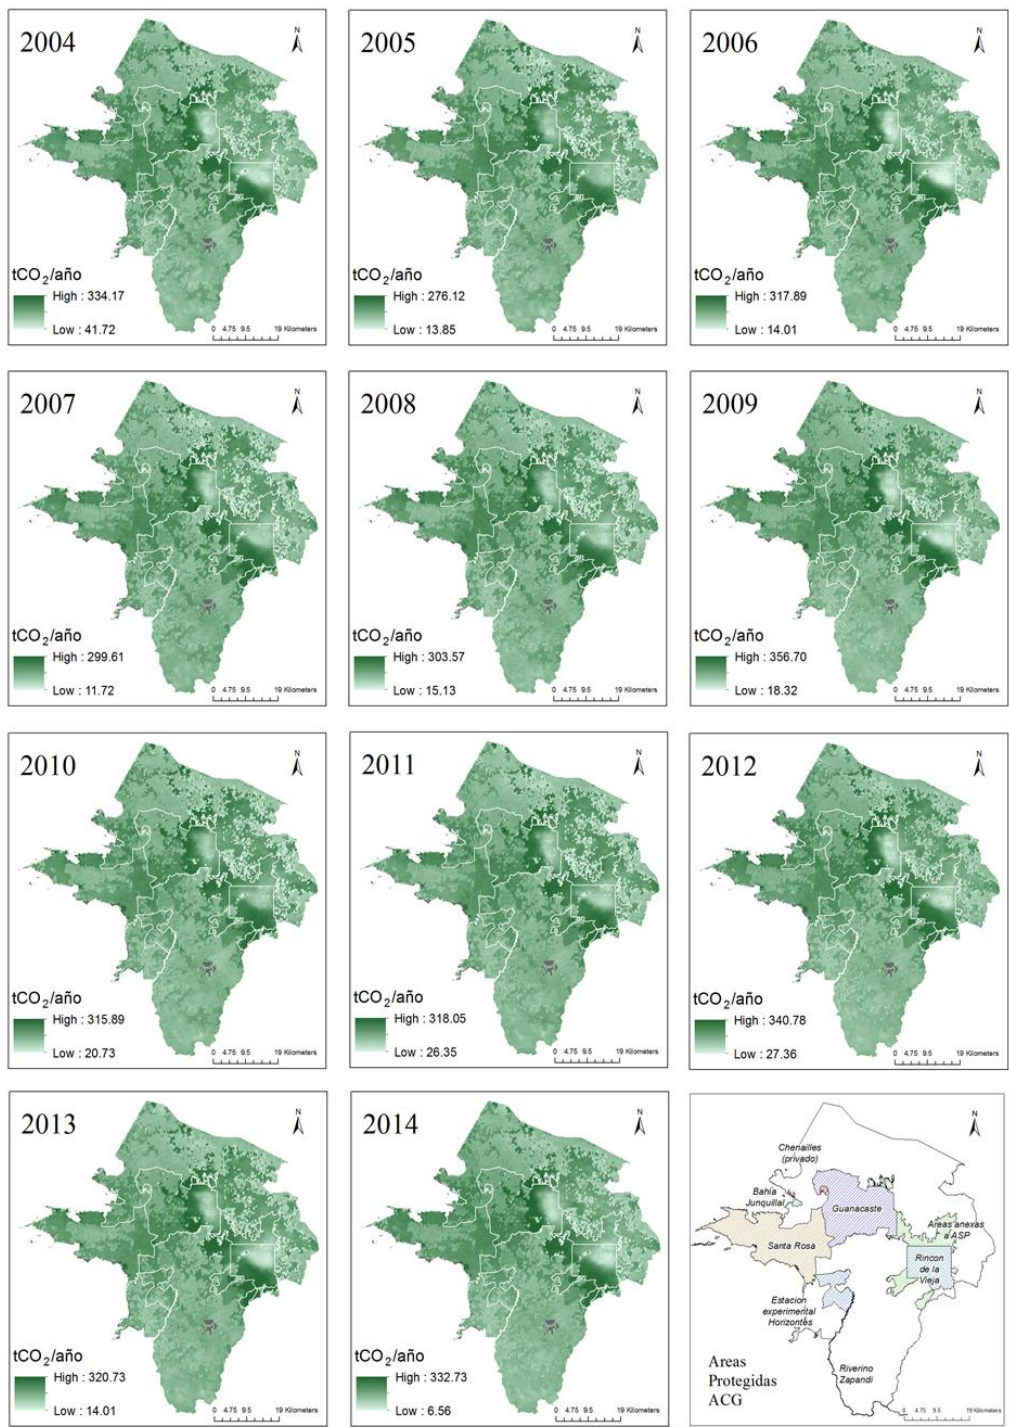 2004
N
tCO2/año
High : 334.17
Low : 41.72
0 4.75 9.5 19 Kilometers
2005
N
tCO2/año
High : 276.12
Low : 13.85
0 4.75 9.5 19 Kilometers
2006
N
tCO2/año
High : 317.89
Low : 14.01
0 4.75 9.5 19 Kilometers
2007
N
tCO2/año
High : 299.61
Low : 11.72
0 4.75 9.5 19 Kilometers
2008
N
tCO2/año
High : 303.57
Low : 15.13
0 4.75 9.5 19 Kilometers
2009
N
tCO2/año
High : 356.70
Low : 18.32
0 4.75 9.5 19 Kilometers
2010
N
tCO2/año
High : 315.89
Low : 20.73
0 4.75 9.5 19 Kilometers
2011
N
tCO2/año
High : 318.05
Low : 26.35
0 4.75 9.5 19 Kilometers
2012
N
tCO2/año
High : 340.78
Low : 27.36
0 4.75 9.5 19 Kilometers
2013
N
tCO2/año
High : 320.73
Low : 14.01
0 4.75 9.5 19 Kilometers
2014
N
tCO2/año
High : 332.73
Low : 6.56
0 4.75 9.5 19 Kilometers
N
Chenailles
(privado)
Bahía
Junquillal
Guanacaste
Areas anexas
a ASP
Santa Rosa
Rincon
de la
Vieja
Estacion
experimental
Horizontes
Riverino
Zapandi
Areas
Protegidas
ACG
0 4.75 9.5 19 Kilometers